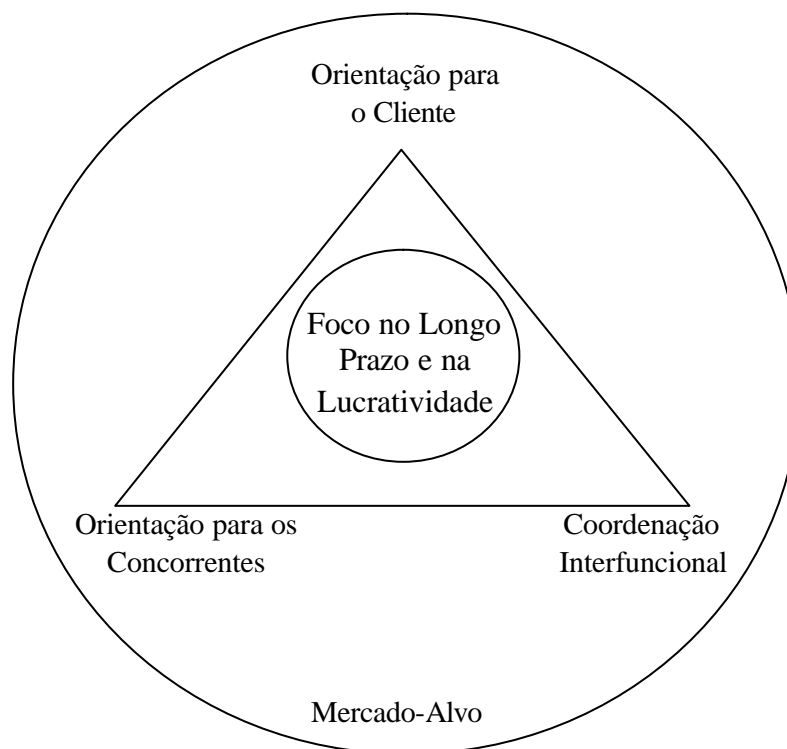 Orientação para
o Cliente
Foco no Longo
Prazo e na
Lucratividade
Orientação para os
Concorrentes
Coordenação
Interfuncional
Mercado-Alvo